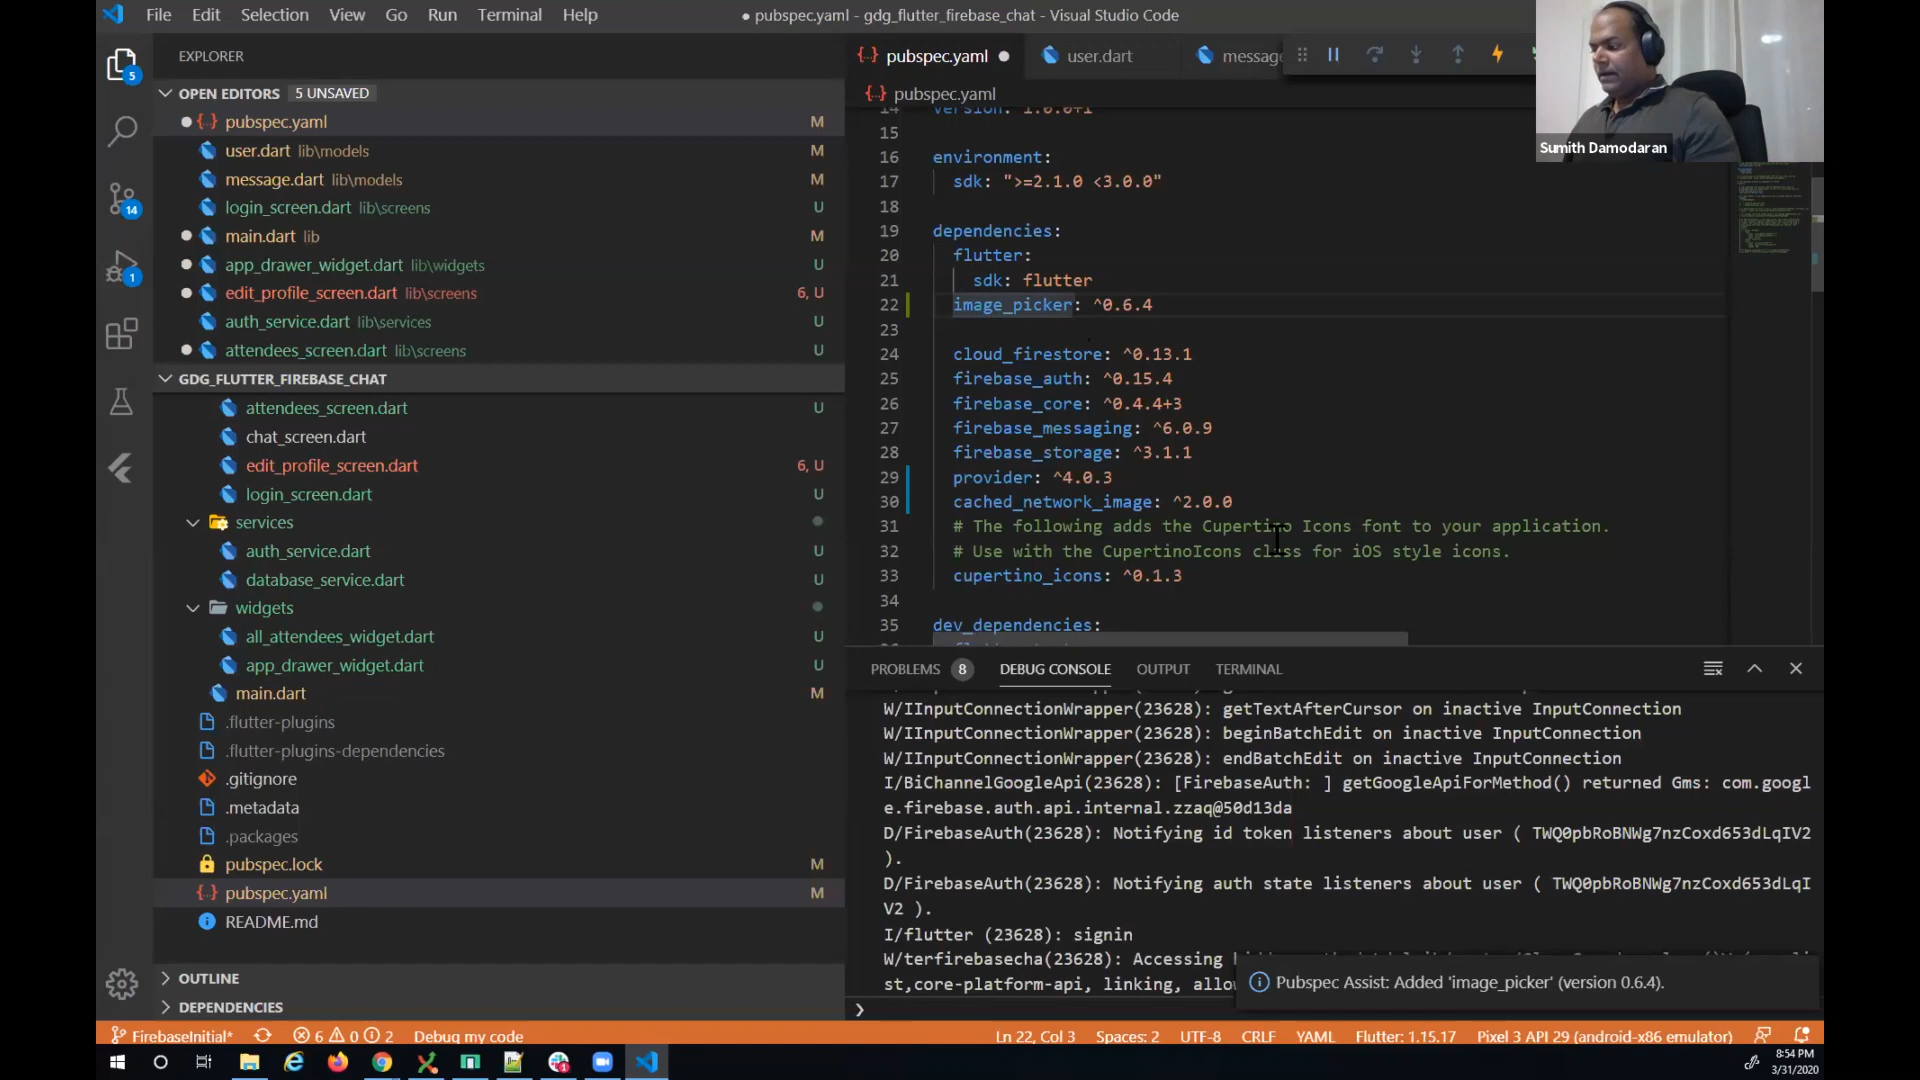 File Edit Selection View Go Run Terminal Help
● pubspec.yaml - gdg_flutter_firebase_chat - Visual Studio Code
EXPLORER
OPEN EDITORS 5 UNSAVED
pubspec.yaml M
user.dart lib\models M
message.dart lib\models M
login_screen.dart lib\screens U
main.dart lib M
app_drawer_widget.dart lib\widgets U
edit_profile_screen.dart lib\screens 6, U
auth_service.dart lib\services U
attendees_screen.dart lib\screens U
GDG_FLUTTER_FIREBASE_CHAT
attendees_screen.dart U
chat_screen.dart
edit_profile_screen.dart 6, U
login_screen.dart U
services
auth_service.dart U
database_service.dart U
widgets
all_attendees_widget.dart U
app_drawer_widget.dart U
main.dart M
.flutter-plugins
.flutter-plugins-dependencies
.gitignore
.metadata
.packages
pubspec.lock M
pubspec.yaml M
README.md
OUTLINE
DEPENDENCIES
5
14
1
pubspec.yaml ● user.dart message
pubspec.yaml
14 version: 1.0.0+1
15
16 environment:
17 sdk: ">=2.1.0 <3.0.0"
18
19 dependencies:
20 flutter:
21 sdk: flutter
22 image_picker: ^0.6.4
23
24 cloud_firestore: ^0.13.1
25 firebase_auth: ^0.15.4
26 firebase_core: ^0.4.4+3
27 firebase_messaging: ^6.0.9
28 firebase_storage: ^3.1.1
29 provider: ^4.0.3
30 cached_network_image: ^2.0.0
31 # The following adds the Cupertino Icons font to your application.
32 # Use with the CupertinoIcons class for iOS style icons.
33 cupertino_icons: ^0.1.3
34
35 dev_dependencies:
Sumith Damodaran
PROBLEMS 8 DEBUG CONSOLE OUTPUT TERMINAL
W/IInputConnectionWrapper(23628): getTextAfterCursor on inactive InputConnection
W/IInputConnectionWrapper(23628): beginBatchEdit on inactive InputConnection
W/IInputConnectionWrapper(23628): endBatchEdit on inactive InputConnection
I/BiChannelGoogleApi(23628): [FirebaseAuth: ] getGoogleApiForMethod() returned Gms: com.googl
e.firebase.auth.api.internal.zzaq@50d13da
D/FirebaseAuth(23628): Notifying id token listeners about user ( TWQ0pbRoBNWg7nzCoxd653dLqIV2
).
D/FirebaseAuth(23628): Notifying auth state listeners about user ( TWQ0pbRoBNWg7nzCoxd653dLqI
V2 ).
I/flutter (23628): signin
W/terfirebasecha(23628): Accessing
st,core-platform-api, linking, allow
Pubspec Assist: Added 'image_picker' (version 0.6.4).
FirebaseInitial* 6 0 2 Debug my code Ln 22, Col 3 Spaces: 2 UTF-8 CRLF YAML Flutter: 1.15.17 Pixel 3 API 29 (android-x86 emulator)
8:54 PM
3/31/2020